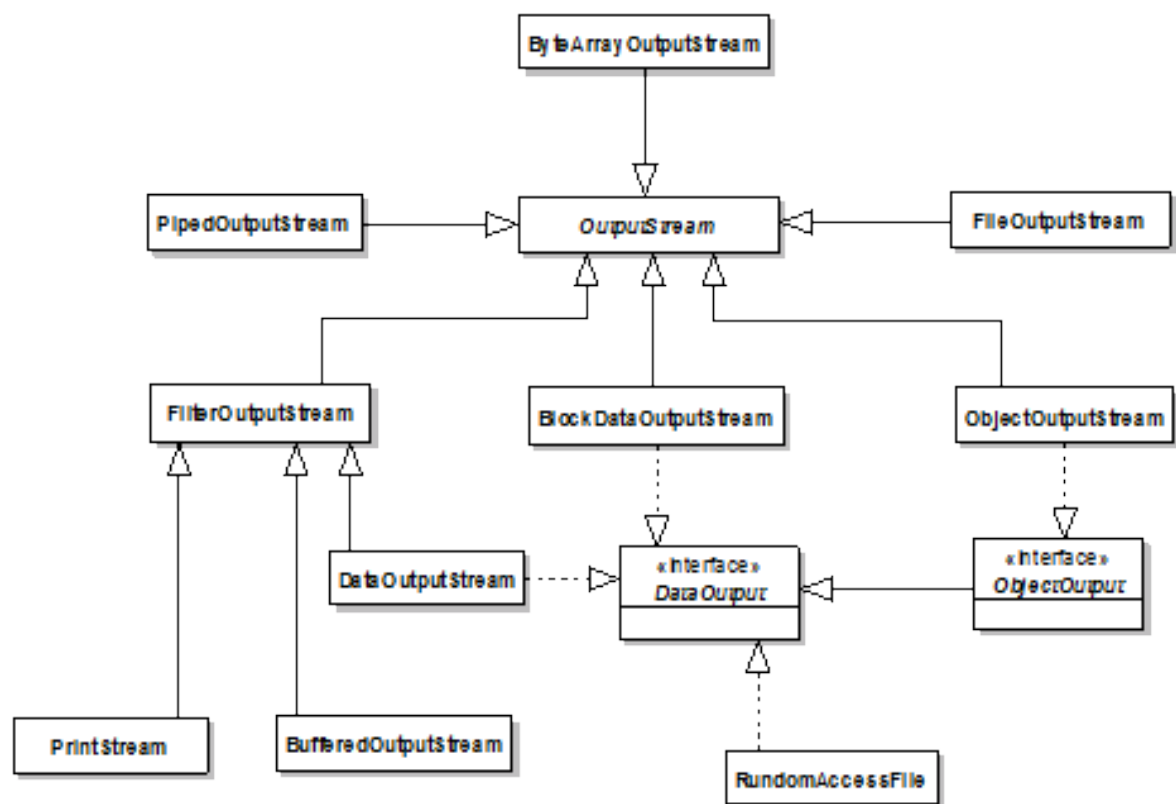 ByteArrayOutputStream
PipedOutputStream
OutputStream
FileOutputStream
FilterOutputStream
BlockDataOutputStream
ObjectOutputStream
DataOutputStream
«interface»
DataOutput
«interface»
ObjectOutput
PrintStream
BufferedOutputStream
RundomAccessFile